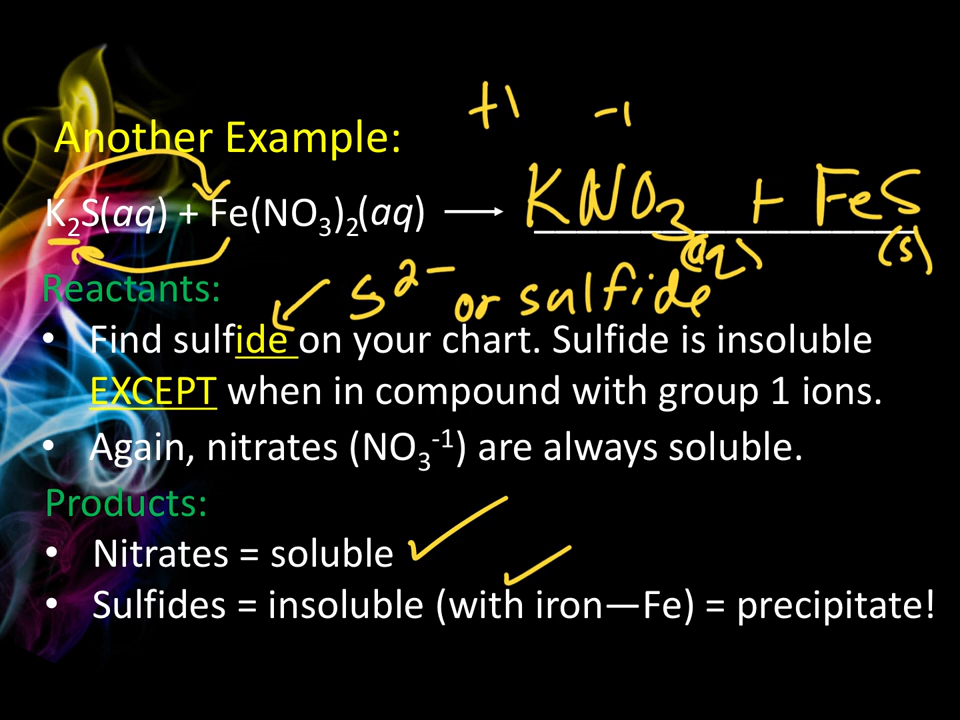 +1 -1
Another Example:
K₂S(aq) + Fe(NO₃)₂(aq) → KNO₃ + FeS
(aq) (s)
Reactants: S²⁻ or sulfide
• Find sulfide on your chart. Sulfide is insoluble
EXCEPT when in compound with group 1 ions.
• Again, nitrates (NO₃⁻¹) are always soluble.
Products:
• Nitrates = soluble ✓
• Sulfides = insoluble (with iron—Fe) = precipitate!